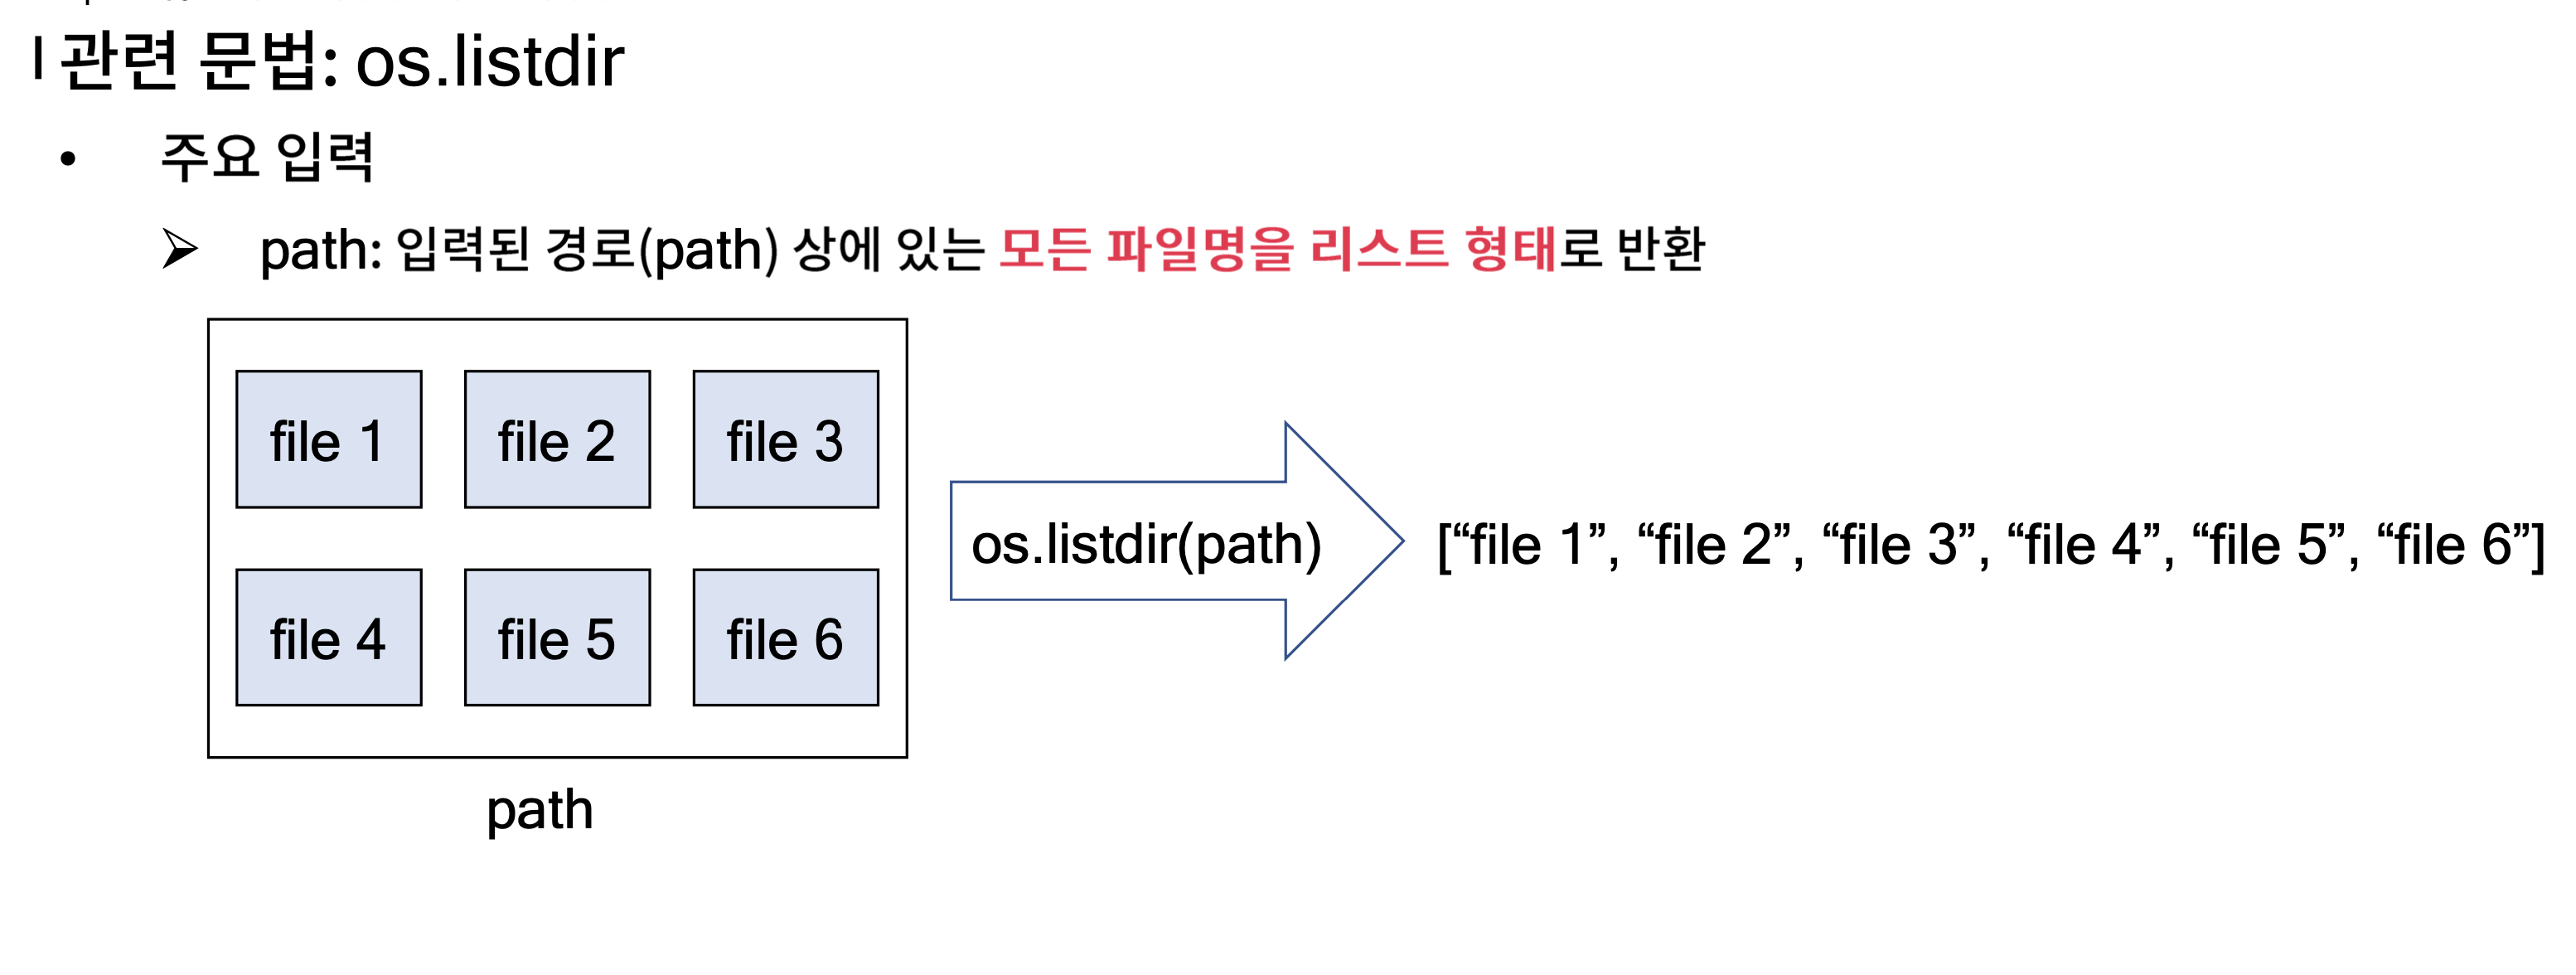 | 관련 문법: os.listdir
• 주요 입력
➢ path: 입력된 경로(path) 상에 있는 모든 파일명을 리스트 형태로 반환
file 1 file 2 file 3
os.listdir(path)
[“file 1”, “file 2”, “file 3”, “file 4”, “file 5”, “file 6”]
file 4 file 5 file 6
path